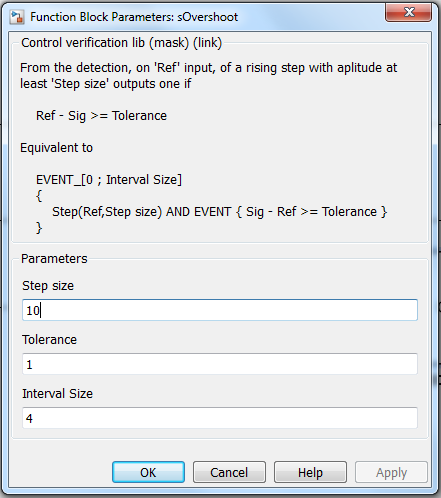 Function Block Parameters: sOvershoot
Control verification lib (mask) (link)
From the detection, on 'Ref' input, of a rising step with aplitude at
least 'Step size' outputs one if
Ref - Sig >= Tolerance
Equivalent to
EVENT_[0 ; Interval Size]
{
Step(Ref,Step size) AND EVENT { Sig - Ref >= Tolerance }
}
Parameters
Step size
10
Tolerance
1
Interval Size
4
OK Cancel Help Apply